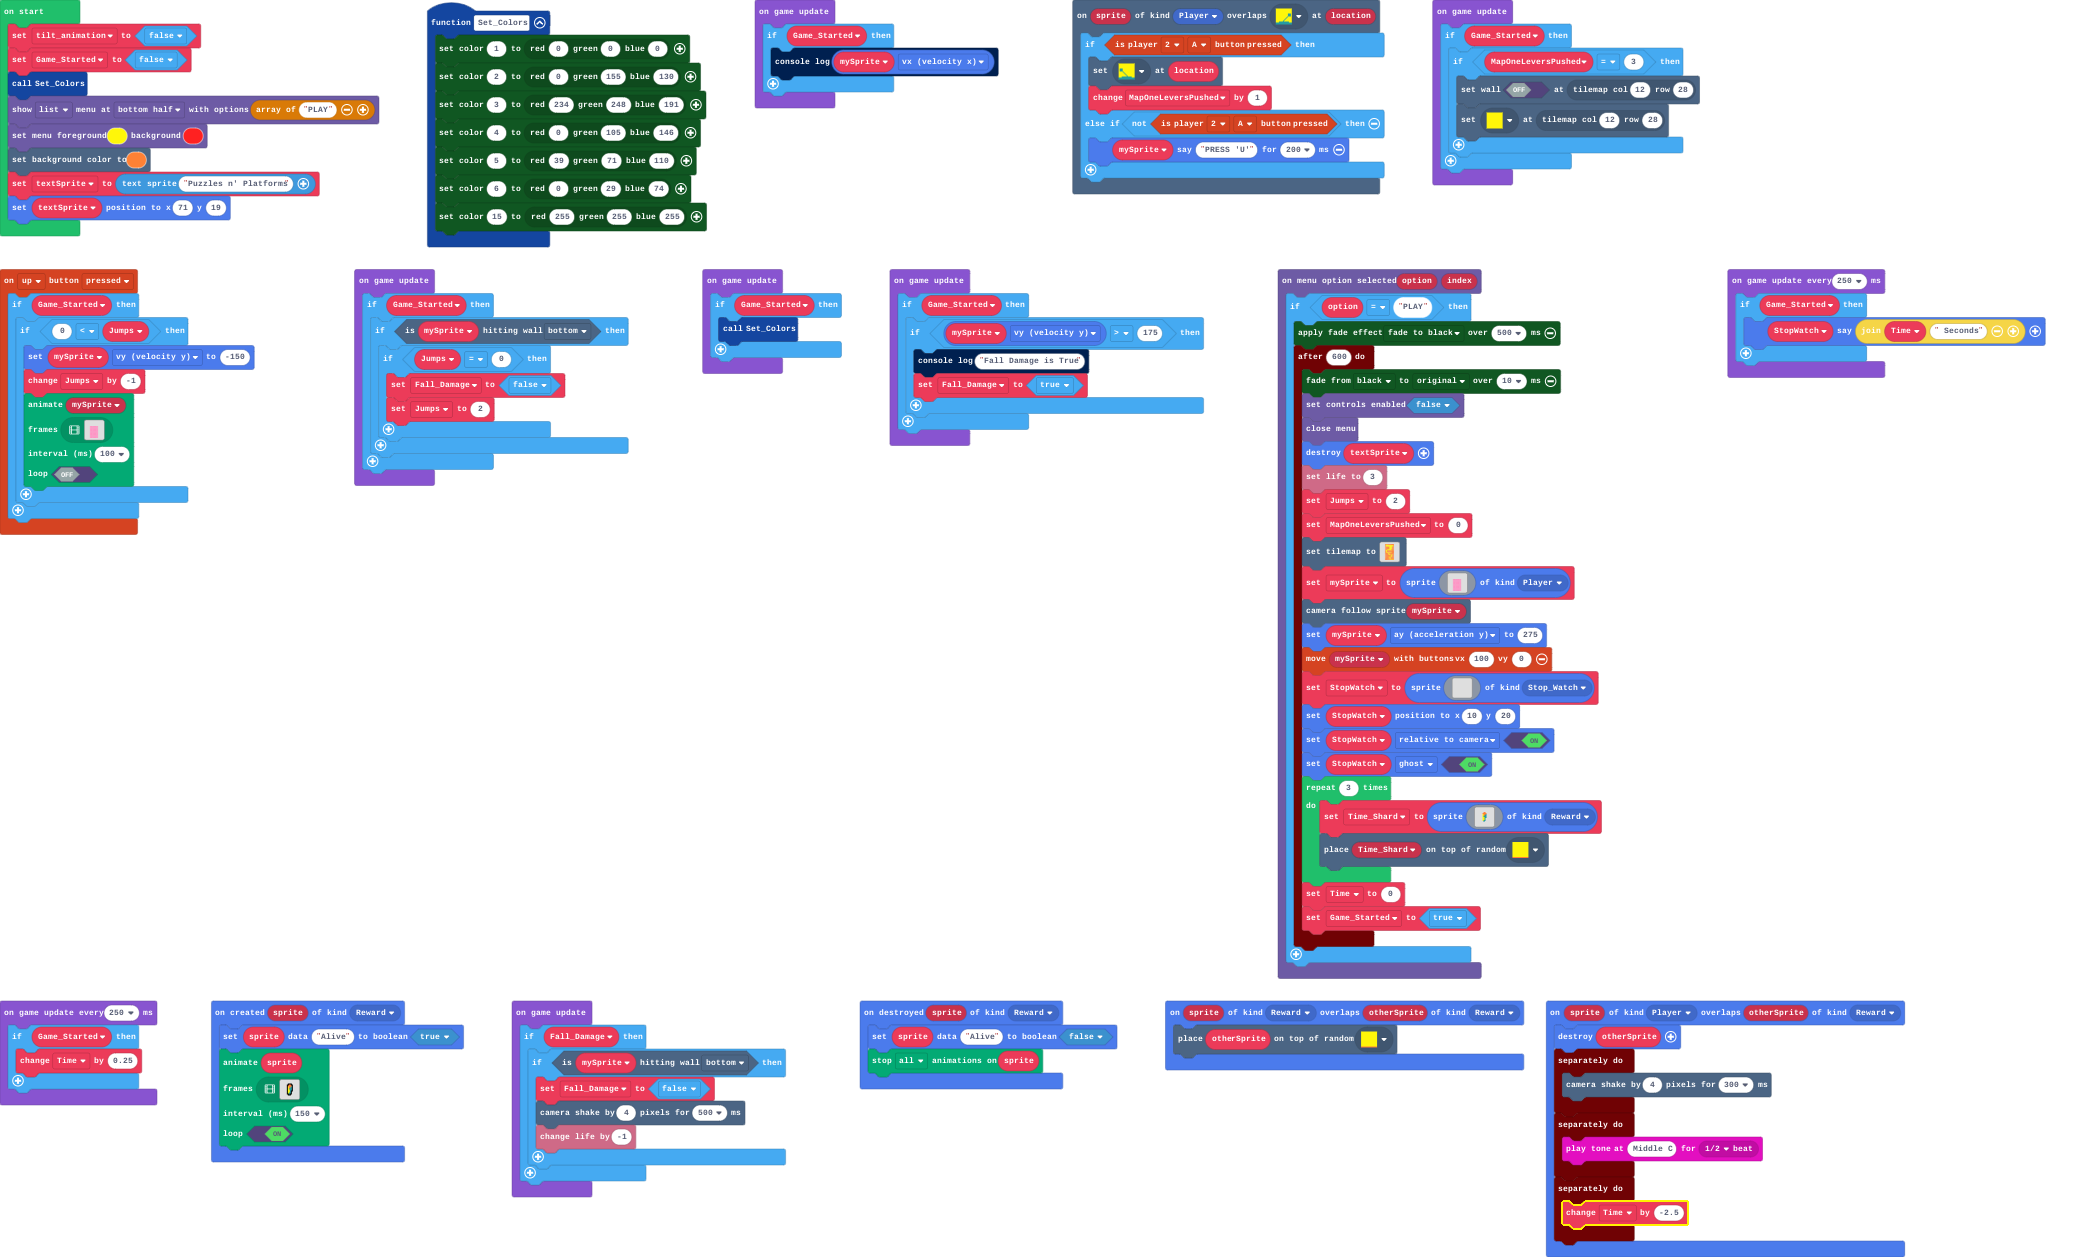 on start
set tilt_animation to false
set Game_Started to false
call Set_Colors
show list menu at bottom half with options array of "PLAY"
set menu foreground background
set background color to
set textSprite to text sprite "Puzzles n' Platforms"
set textSprite position to x 71 y 19
function Set_Colors
set color 1 to red 0 green 0 blue 0
set color 2 to red 0 green 155 blue 130
set color 3 to red 234 green 248 blue 191
set color 4 to red 0 green 105 blue 146
set color 5 to red 39 green 71 blue 110
set color 6 to red 0 green 29 blue 74
set color 15 to red 255 green 255 blue 255
on game update
if Game_Started then
console log mySprite vx (velocity x)
on sprite of kind Player overlaps at location
if is player 2 A button pressed then
set at location
change MapOneLeversPushed by 1
else if not is player 2 A button pressed then
mySprite say "PRESS 'U'" for 200 ms
on game update
if Game_Started then
if MapOneLeversPushed = 3 then
set wall OFF at tilemap col 12 row 28
set at tilemap col 12 row 28
on up button pressed
if Game_Started then
if 0 < Jumps then
set mySprite vy (velocity y) to -150
change Jumps by -1
animate mySprite
frames
interval (ms) 100
loop OFF
on game update
if Game_Started then
if is mySprite hitting wall bottom then
if Jumps = 0 then
set Fall_Damage to false
set Jumps to 2
on game update
if Game_Started then
call Set_Colors
on game update
if Game_Started then
if mySprite vy (velocity y) > 175 then
console log "Fall Damage is True"
set Fall_Damage to true
on menu option selected option index
if option = "PLAY" then
apply fade effect fade to black over 500 ms
after 600 do
fade from black to original over 10 ms
set controls enabled false
close menu
destroy textSprite
set life to 3
set Jumps to 2
set MapOneLeversPushed to 0
set tilemap to
set mySprite to sprite of kind Player
camera follow sprite mySprite
set mySprite ay (acceleration y) to 275
move mySprite with buttons vx 100 vy 0
set StopWatch to sprite of kind Stop_Watch
set StopWatch position to x 10 y 20
set StopWatch relative to camera ON
set StopWatch ghost ON
repeat 3 times
do
set Time_Shard to sprite of kind Reward
place Time_Shard on top of random
set Time to 0
set Game_Started to true
on game update every 250 ms
if Game_Started then
StopWatch say join Time " Seconds"
on game update every 250 ms
if Game_Started then
change Time by 0.25
on created sprite of kind Reward
set sprite data "Alive" to boolean true
animate sprite
frames
interval (ms) 150
loop ON
on game update
if Fall_Damage then
if is mySprite hitting wall bottom then
set Fall_Damage to false
camera shake by 4 pixels for 500 ms
change life by -1
on destroyed sprite of kind Reward
set sprite data "Alive" to boolean false
stop all animations on sprite
on sprite of kind Reward overlaps otherSprite of kind Reward
place otherSprite on top of random
on sprite of kind Player overlaps otherSprite of kind Reward
destroy otherSprite
separately do
camera shake by 4 pixels for 300 ms
separately do
play tone at Middle C for 1/2 beat
separately do
change Time by -2.5